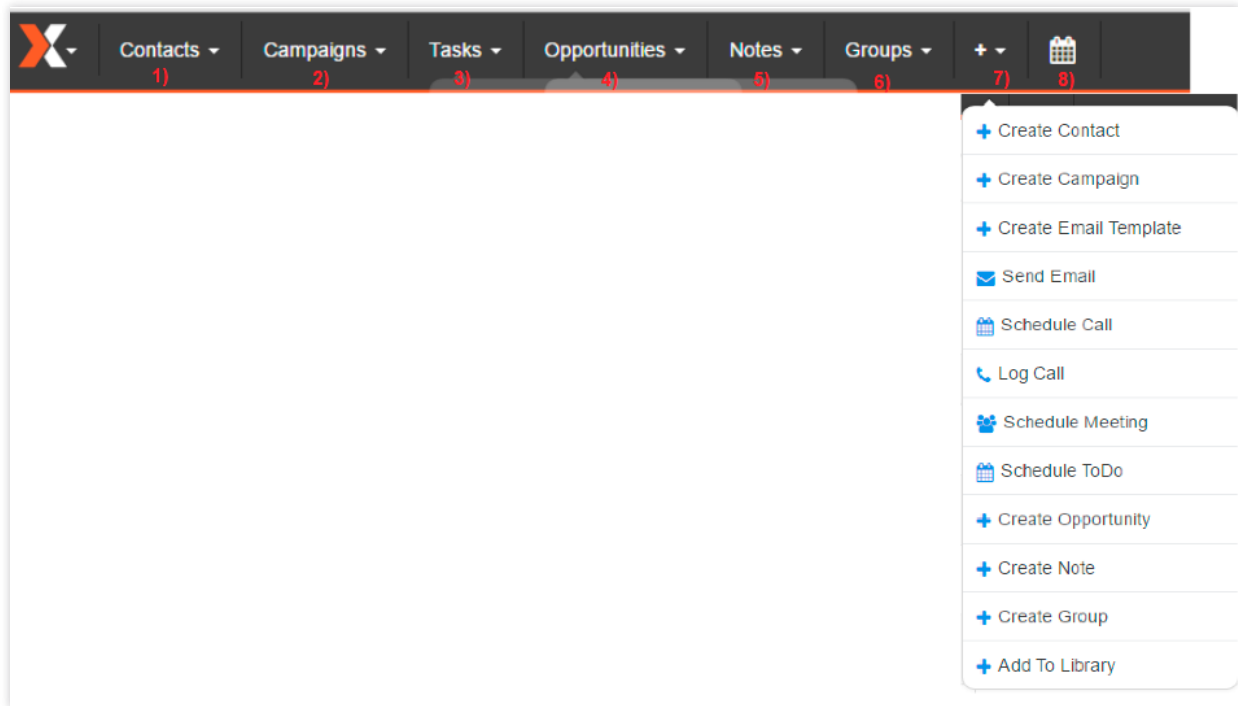 Contacts Campaigns Tasks Opportunities Notes Groups +
1) 2) 3) 4) 5) 6) 7) 8)
Create Contact
Create Campaign
Create Email Template
Send Email
Schedule Call
Log Call
Schedule Meeting
Schedule ToDo
Create Opportunity
Create Note
Create Group
Add To Library